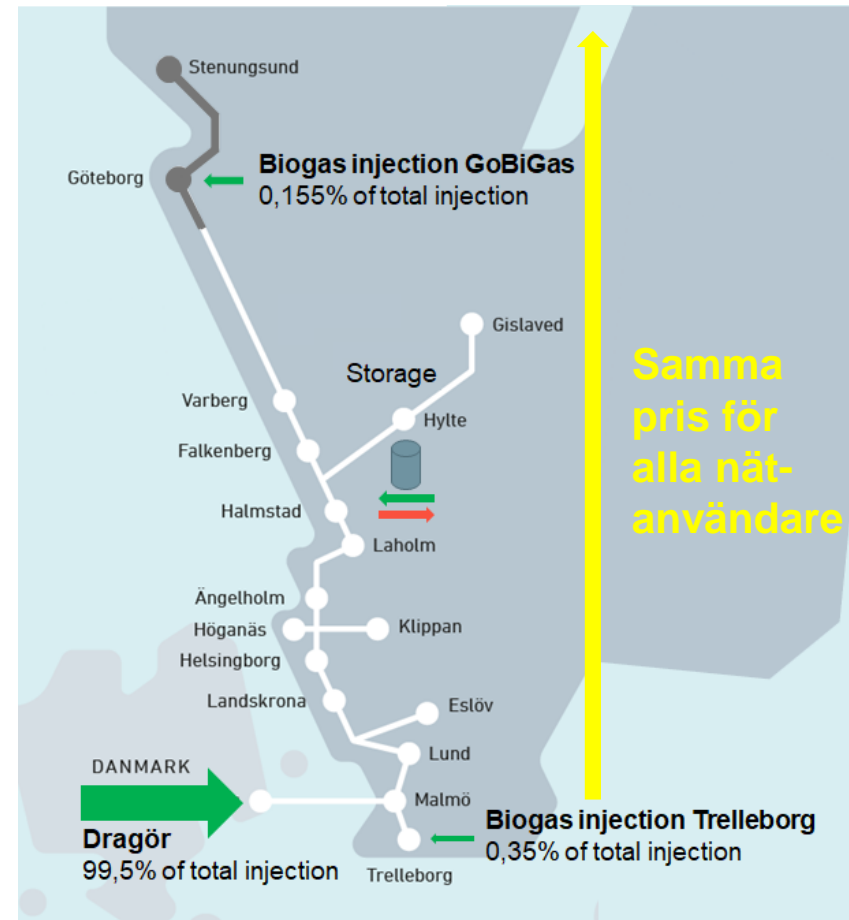 Stenungsund
Biogas injection GoBiGas
Göteborg
0,155% of total injection
Gislaved
Storage
Samma
pris för
alla nät-
användare
Varberg
Hylte
Falkenberg
Halmstad
Laholm
Ängelholm
Höganäs
Klippan
Helsingborg
Landskrona
Eslöv
Lund
DANMARK
Malmö
Dragör
99,5% of total injection
Biogas injection Trelleborg
0,35% of total injection
Trelleborg